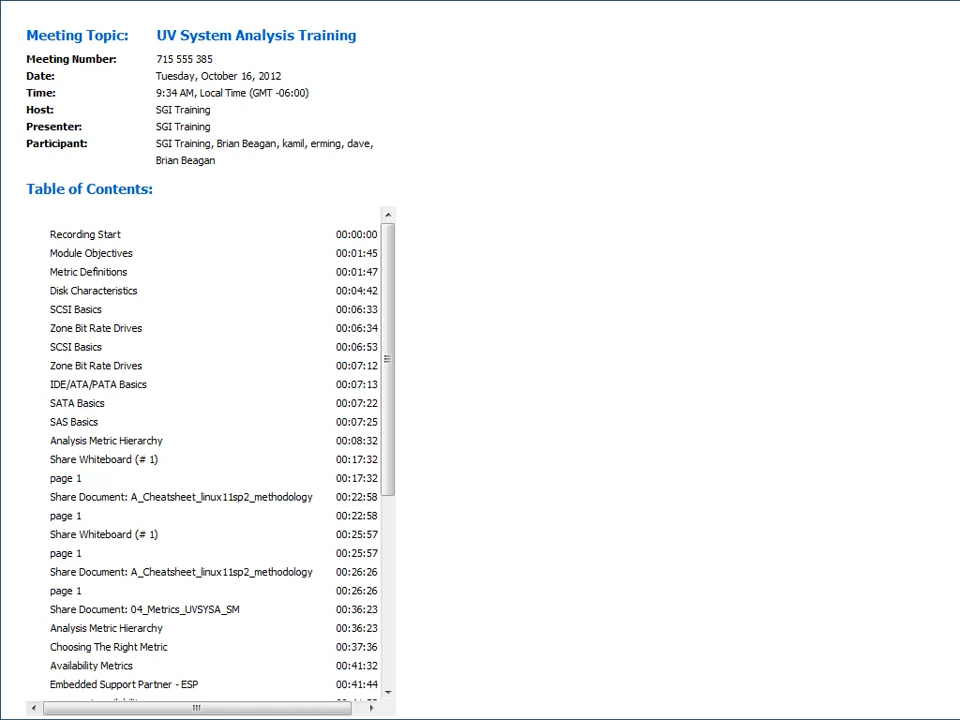 Meeting Topic: UV System Analysis Training
Meeting Number: 715 555 385
Date: Tuesday, October 16, 2012
Time: 9:34 AM, Local Time (GMT -06:00)
Host: SGI Training
Presenter: SGI Training
Participant: SGI Training, Brian Beagan, kamil, erming, dave,
Brian Beagan
Table of Contents:
Recording Start 00:00:00
Module Objectives 00:01:45
Metric Definitions 00:01:47
Disk Characteristics 00:04:42
SCSI Basics 00:06:33
Zone Bit Rate Drives 00:06:34
SCSI Basics 00:06:53
Zone Bit Rate Drives 00:07:12
IDE/ATA/PATA Basics 00:07:13
SATA Basics 00:07:22
SAS Basics 00:07:25
Analysis Metric Hierarchy 00:08:32
Share Whiteboard (# 1) 00:17:32
page 1 00:17:32
Share Document: A_Cheatsheet_linux11sp2_methodology 00:22:58
page 1 00:22:58
Share Whiteboard (# 1) 00:25:57
page 1 00:25:57
Share Document: A_Cheatsheet_linux11sp2_methodology 00:26:26
page 1 00:26:26
Share Document: 04_Metrics_UVSYSA_SM 00:36:23
Analysis Metric Hierarchy 00:36:23
Choosing The Right Metric 00:37:36
Availability Metrics 00:41:32
Embedded Support Partner - ESP 00:41:44